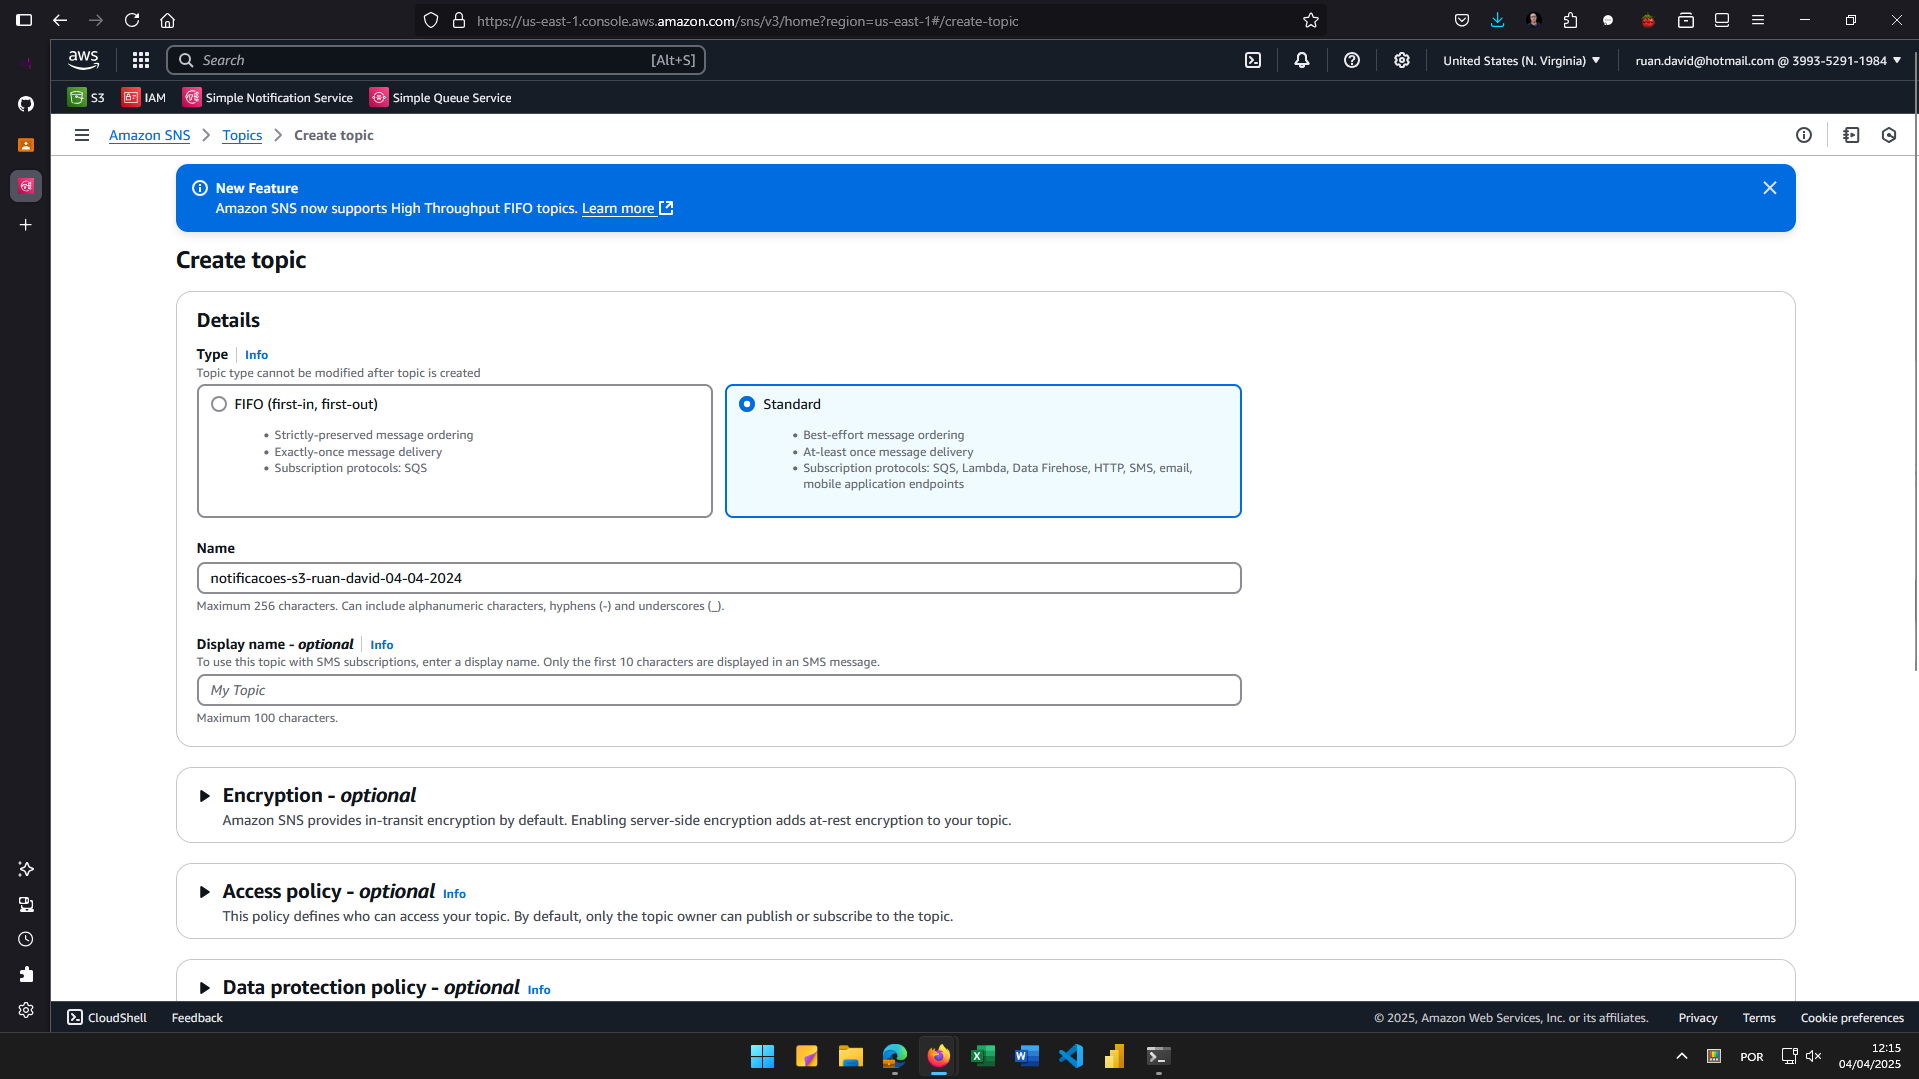 https://us-east-1.console.aws.amazon.com/sns/v3/home?region=us-east-1#/create-topic
aws
Search
[Alt+S]
United States (N. Virginia)
ruan.david@hotmail.com @ 3993-5291-1984
S3
IAM
Simple Notification Service
Simple Queue Service
Amazon SNS
Topics
Create topic
New Feature
Amazon SNS now supports High Throughput FIFO topics. Learn more
Create topic
Details
Type
Info
Topic type cannot be modified after topic is created
FIFO (first-in, first-out)
Strictly-preserved message ordering
Exactly-once message delivery
Subscription protocols: SQS
Standard
Best-effort message ordering
At-least once message delivery
Subscription protocols: SQS, Lambda, Data Firehose, HTTP, SMS, email,
mobile application endpoints
Name
notificacoes-s3-ruan-david-04-04-2024
Maximum 256 characters. Can include alphanumeric characters, hyphens (-) and underscores (_).
Display name - optional
Info
To use this topic with SMS subscriptions, enter a display name. Only the first 10 characters are displayed in an SMS message.
My Topic
Maximum 100 characters.
Encryption - optional
Amazon SNS provides in-transit encryption by default. Enabling server-side encryption adds at-rest encryption to your topic.
Access policy - optional Info
This policy defines who can access your topic. By default, only the topic owner can publish or subscribe to the topic.
Data protection policy - optional Info
CloudShell
Feedback
© 2025, Amazon Web Services, Inc. or its affiliates.
Privacy
Terms
Cookie preferences
POR
12:15
04/04/2025